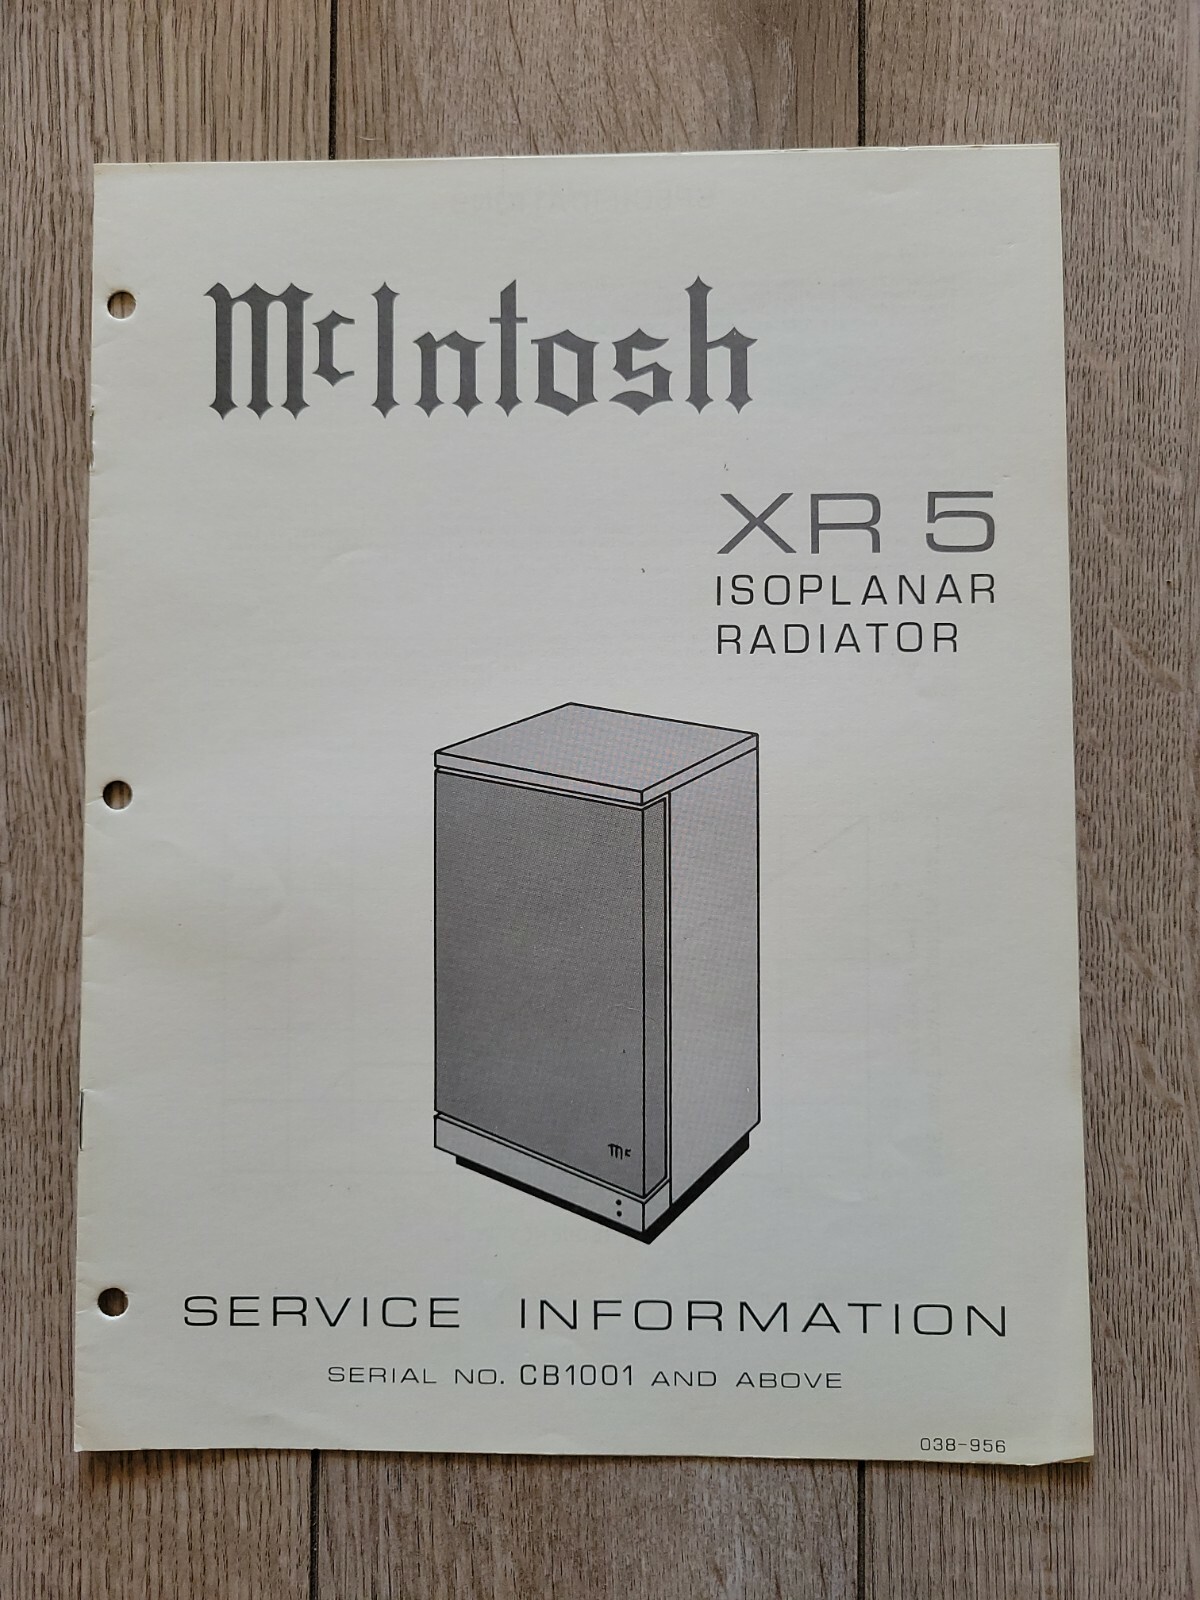 McIntosh
XR 5
ISOPLANAR
RADIATOR
Mc
SERVICE INFORMATION
SERIAL NO. CB1001 AND ABOVE
038-956